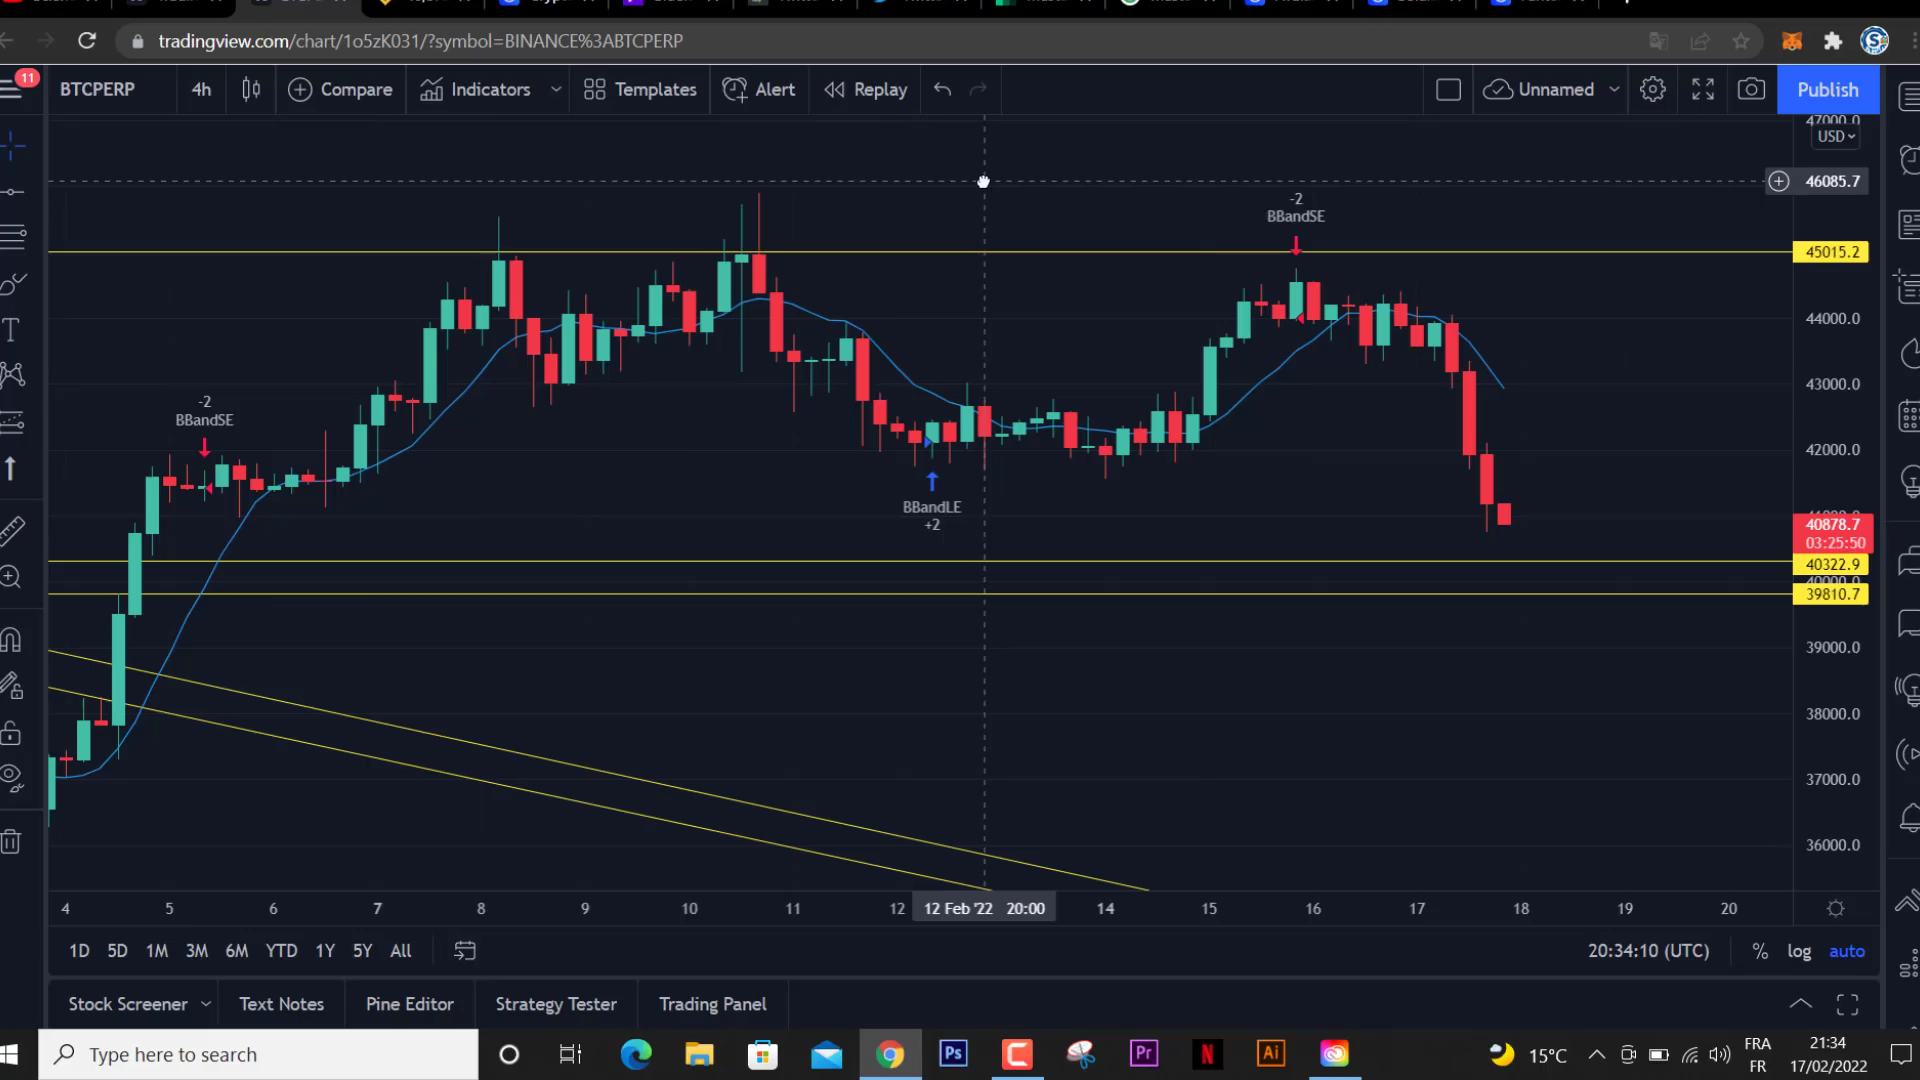 tradingview.com/chart/1o5zK031/?symbol=BINANCE%3ABTCPERP
11
BTCPERP 4h Compare Indicators Templates Alert Replay Unnamed Publish
47000.0
USD
46085.7
-2
BBandSE
45015.2
44000.0
43000.0
-2
BBandSE
42000.0
BBandLE
+2
40878.7
03:25:50
40322.9
40000.0
39810.7
39000.0
38000.0
37000.0
36000.0
4 5 6 7 8 9 10 11 12 12 Feb '22 20:00 14 15 16 17 18 19 20
1D 5D 1M 3M 6M YTD 1Y 5Y All 20:34:10 (UTC) % log auto
Stock Screener Text Notes Pine Editor Strategy Tester Trading Panel
Type here to search
Ps Pr N Ai
15°C
FRA
FR
21:34
17/02/2022